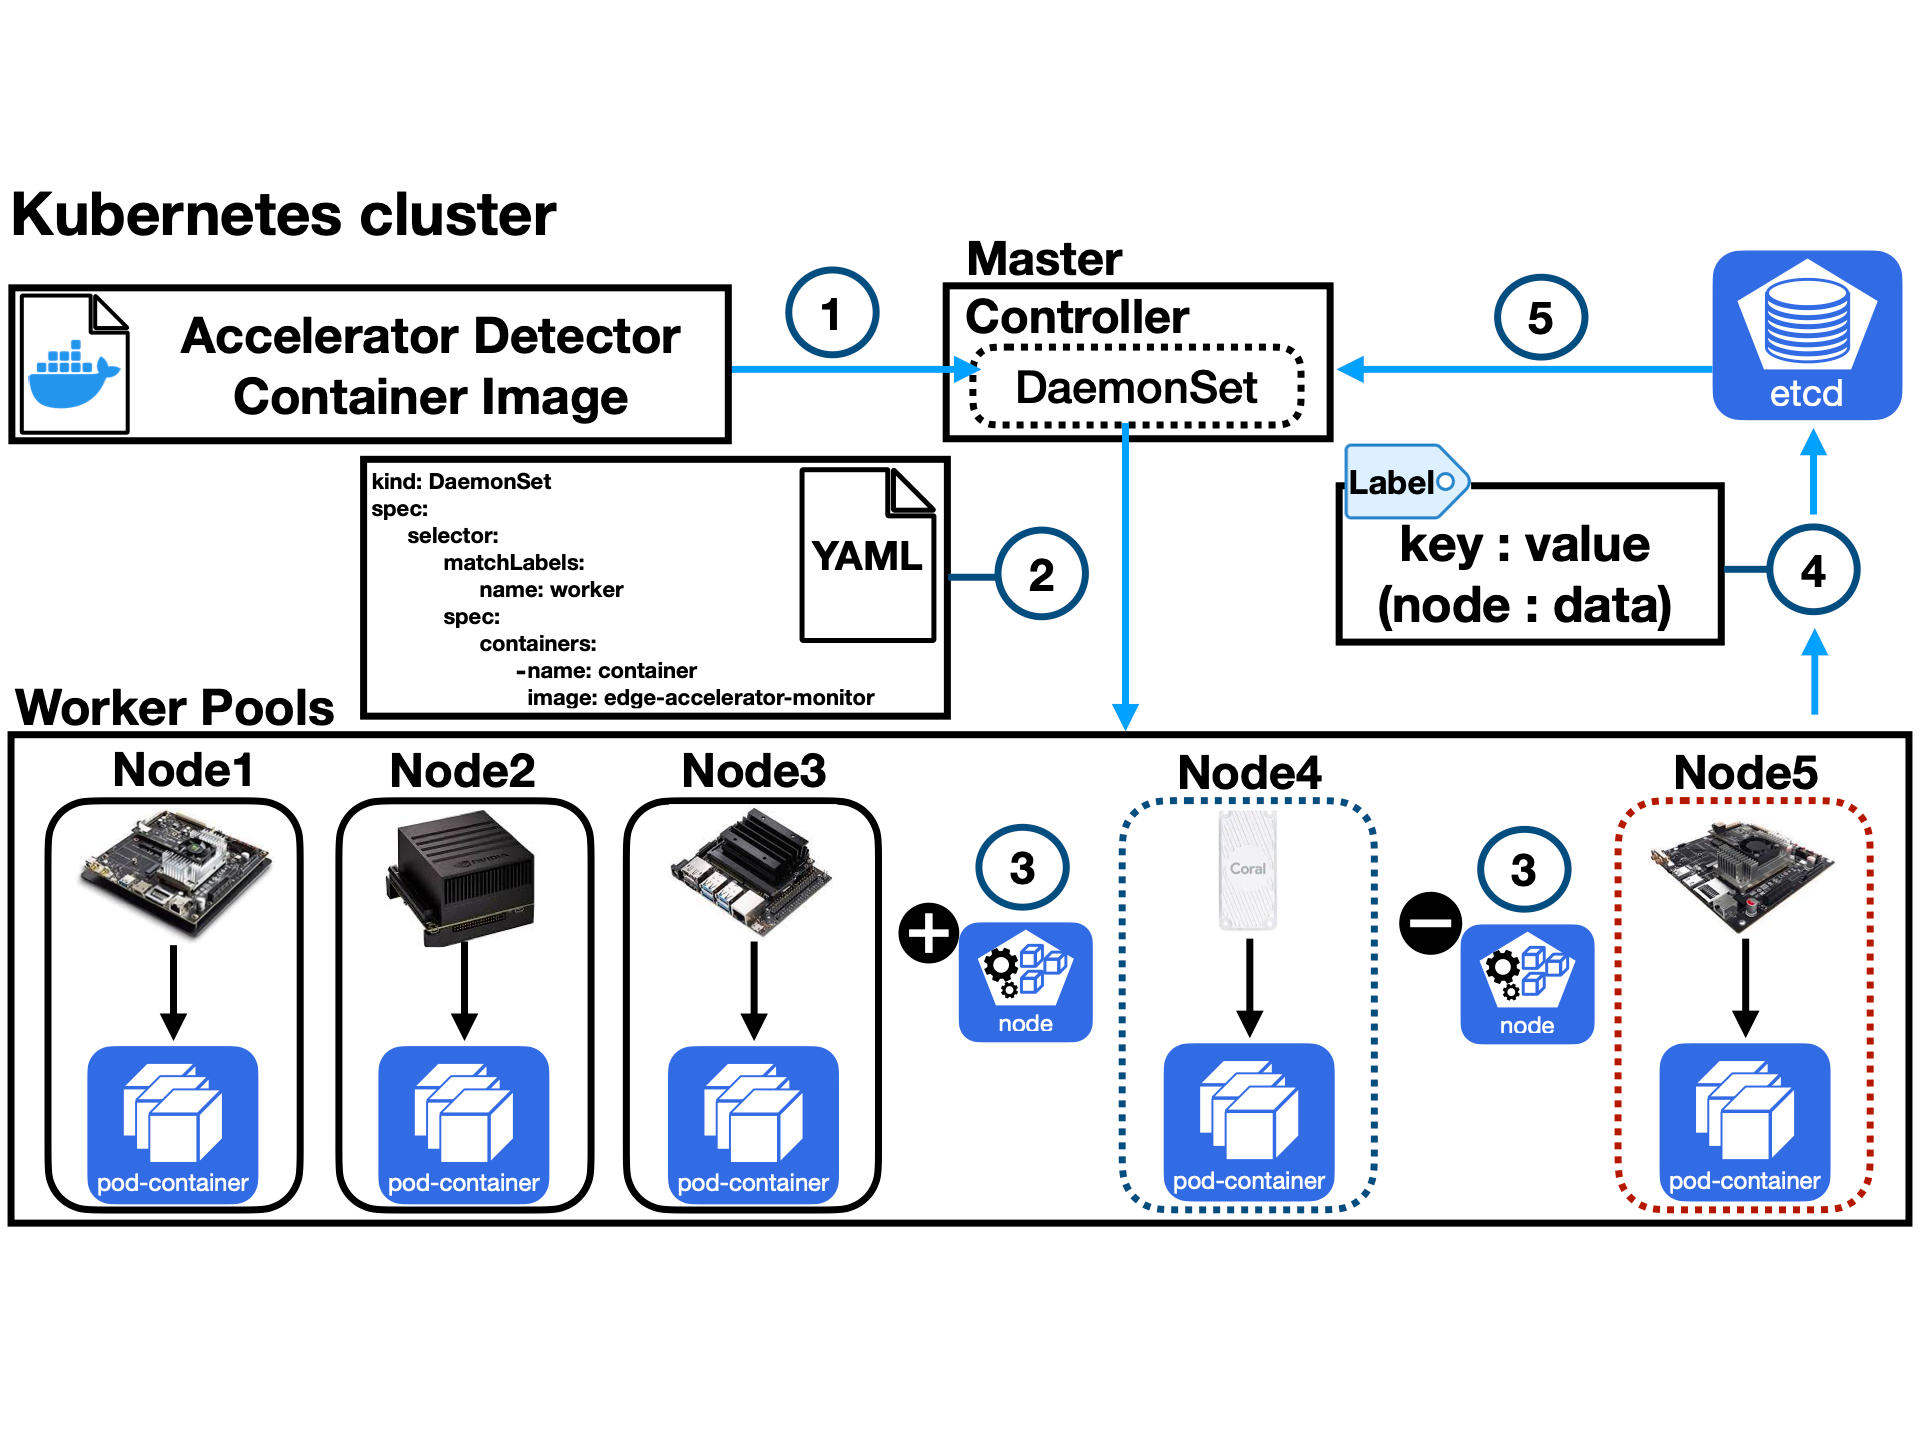 Kubernetes cluster
Accelerator Detector
Container Image
1
Master
Controller
DaemonSet
5
etcd
kind: DaemonSet
spec:
selector:
matchLabels:
name: worker
spec:
containers:
-name: container
image: edge-accelerator-monitor
YAML
2
Label
key : value
(node : data)
4
Worker Pools
Node1
pod-container
Node2
NVIDIA
pod-container
Node3
pod-container
3
node
Node4
Coral
pod-container
3
node
Node5
pod-container